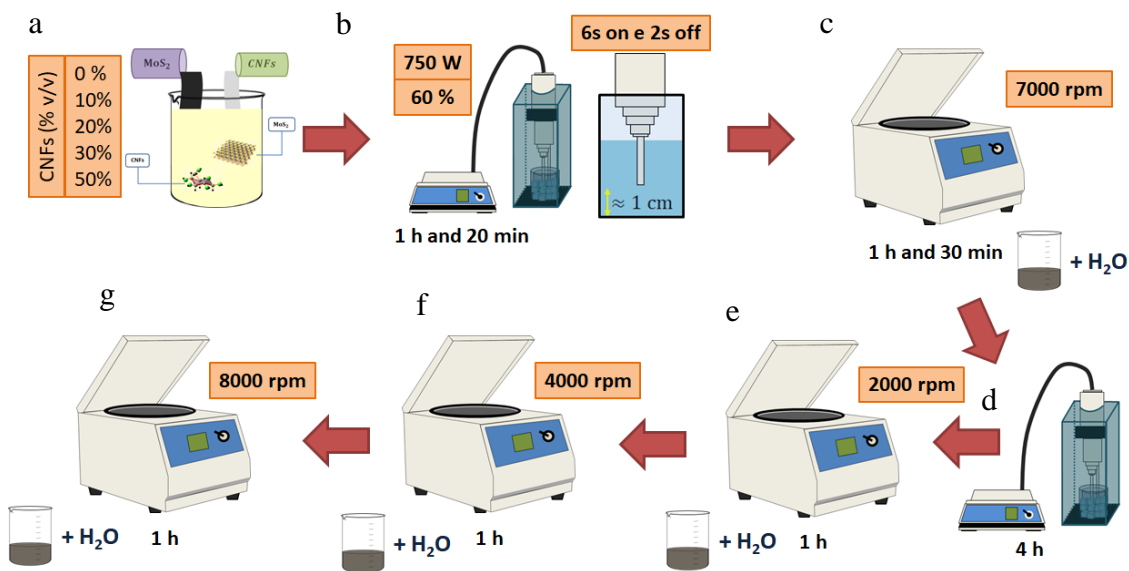 a
MoS2
CNFs
CNFs (% v/v)
0 %
10%
20%
30%
50%
MoS2
CNFs
b
750 W
60 %
6s on e 2s off
≈ 1 cm
1 h and 20 min
c
7000 rpm
1 h and 30 min
+ H2O
d
4 h
e
2000 rpm
+ H2O
1 h
f
4000 rpm
+ H2O
1 h
g
8000 rpm
+ H2O
1 h